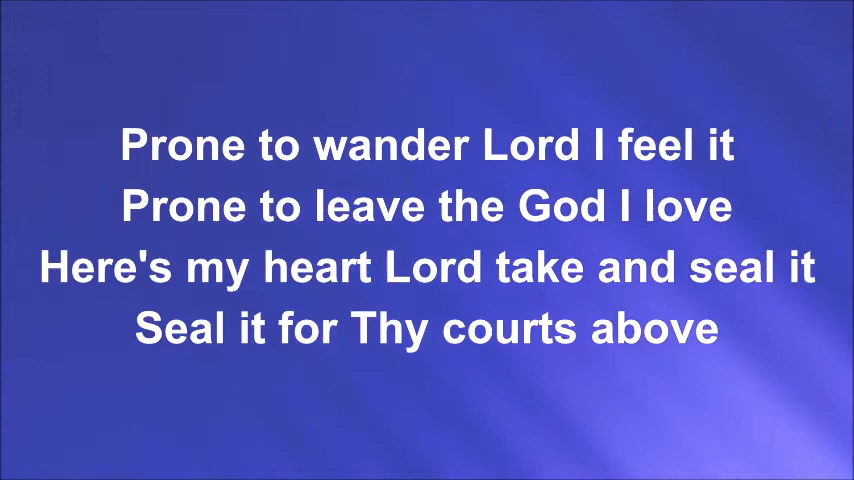 Prone to wander Lord I feel it
Prone to leave the God I love
Here's my heart Lord take and seal it
Seal it for Thy courts above